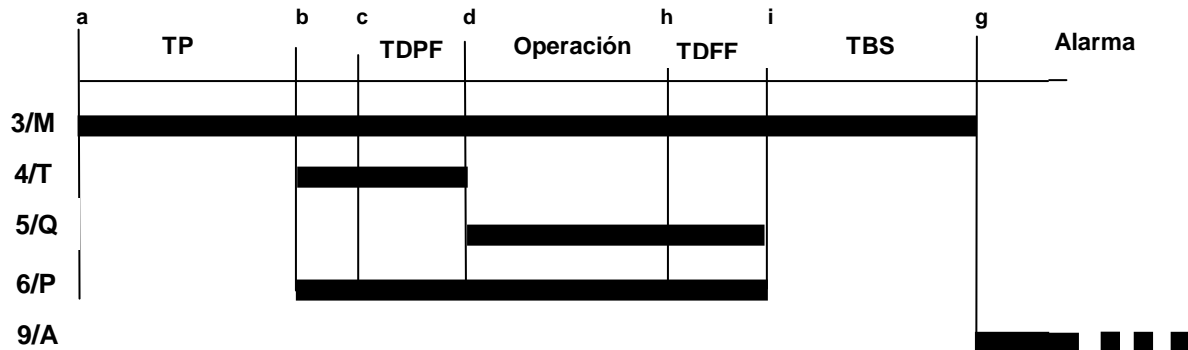 a b c d h i g
TP TDPF Operación TDFF TBS Alarma
3/M
4/T
5/Q
6/P
9/A